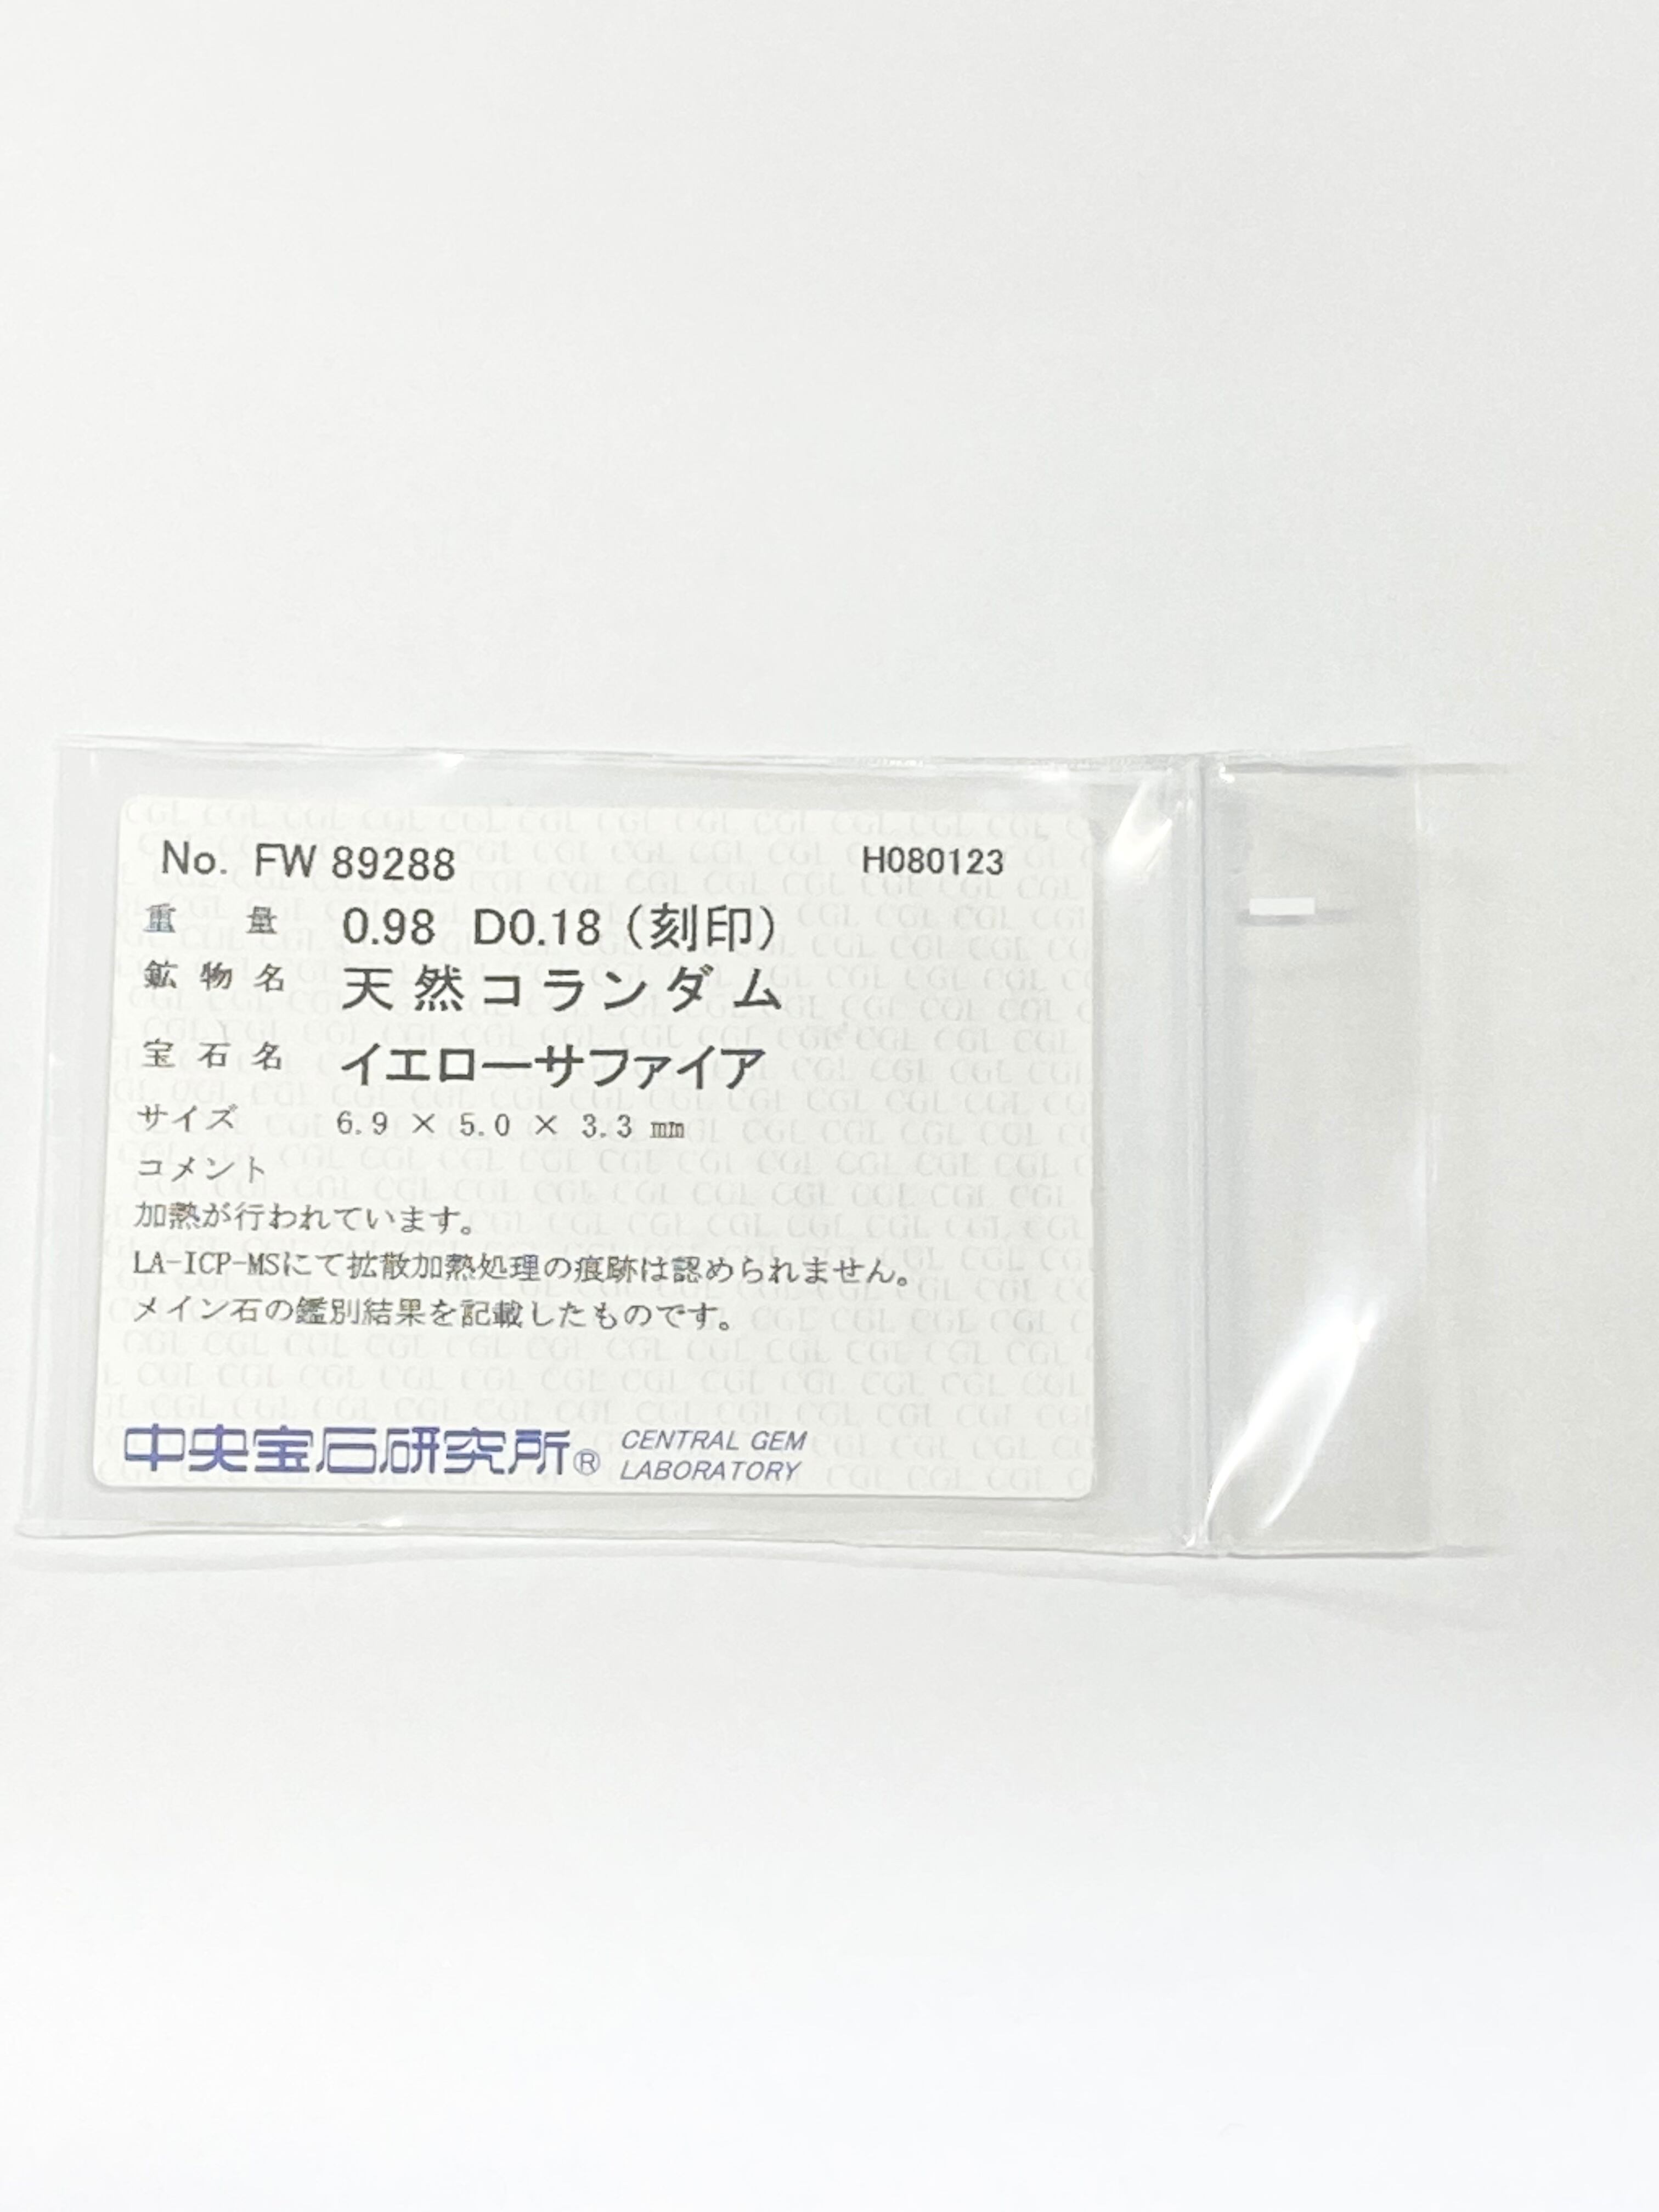 No. FW 89288 H080123
重 量 0.98 D0.18 (刻印)
鉱物名 天然コランダム
宝石名 イエローサファイア
サイズ 6.9 × 5.0 × 3.3 ㎜
コメント
加熱が行われています。
LA-ICP-MSにて拡散加熱処理の痕跡は認められません。
メイン石の鑑別結果を記載したものです。
中央宝石研究所® CENTRAL GEM
LABORATORY